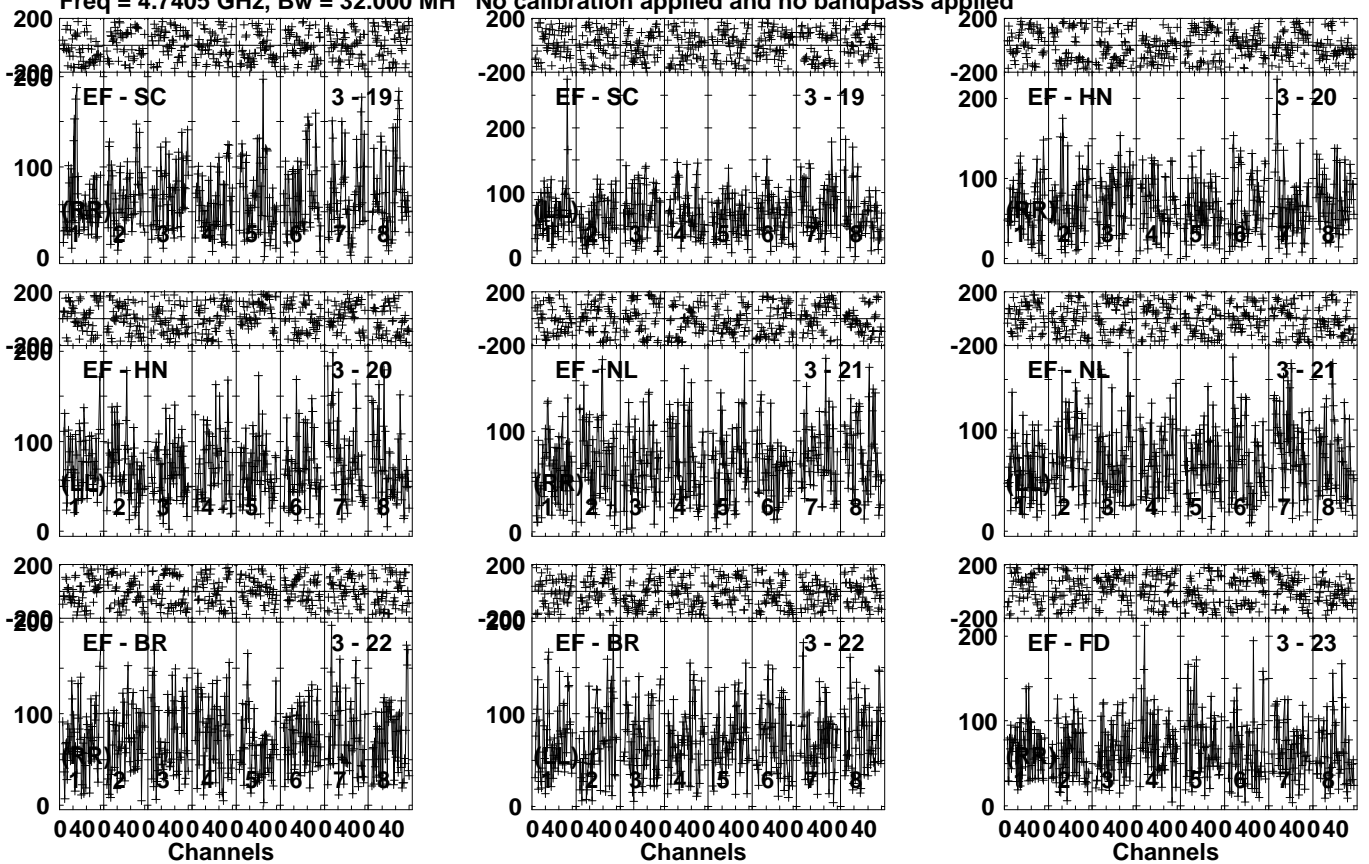 Freq = 4.7405 GHz, Bw = 32.000 MH No calibration applied and no bandpass applied
200
-200
200
EF - SC 3 - 19
100
(RR)
0
1 2 3 4 5 6 7 8
200
-200
EF - SC 3 - 19
200
100
(LL)
0
1 2 3 4 5 6 7 8
200
-200
EF - HN 3 - 20
200
100
(RR)
0
1 2 3 4 5 6 7 8
200
-200
200
EF - HN 3 - 20
100
(LL)
0
1 2 3 4 5 6 7 8
200
-200
EF - NL 3 - 21
100
(RR)
0
1 2 3 4 5 6 7 8
200
-200
EF - NL 3 - 21
100
(LL)
0
1 2 3 4 5 6 7 8
200
-200
200
EF - BR 3 - 22
100
(RR)
0
1 2 3 4 5 6 7 8
0 40 0 40 0 40 0 40 0 40 0 40 0 40 0 40
Channels
200
-200
200
EF - BR 3 - 22
100
(LL)
0
1 2 3 4 5 6 7 8
0 40 0 40 0 40 0 40 0 40 0 40 0 40 0 40
Channels
200
-200
200
EF - FD 3 - 23
100
(RR)
0
1 2 3 4 5 6 7 8
0 40 0 40 0 40 0 40 0 40 0 40 0 40 0 40
Channels